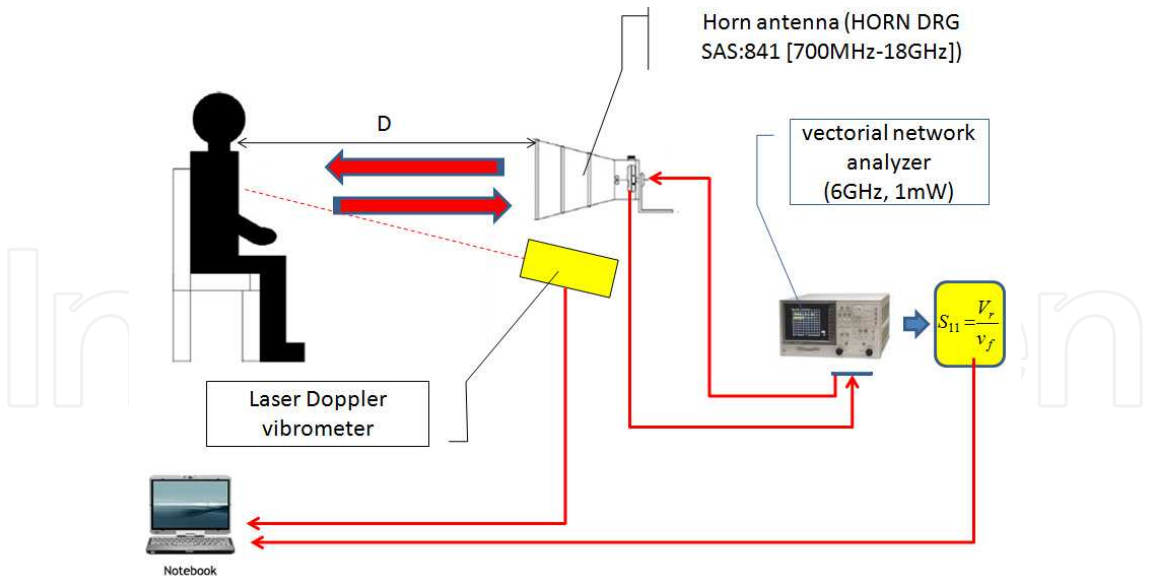 Horn antenna (HORN DRG
SAS:841 [700MHz-18GHz])
D
vectorial network
analyzer
(6GHz, 1mW)
S11 = Vr / vf
Laser Doppler
vibrometer
Notebook